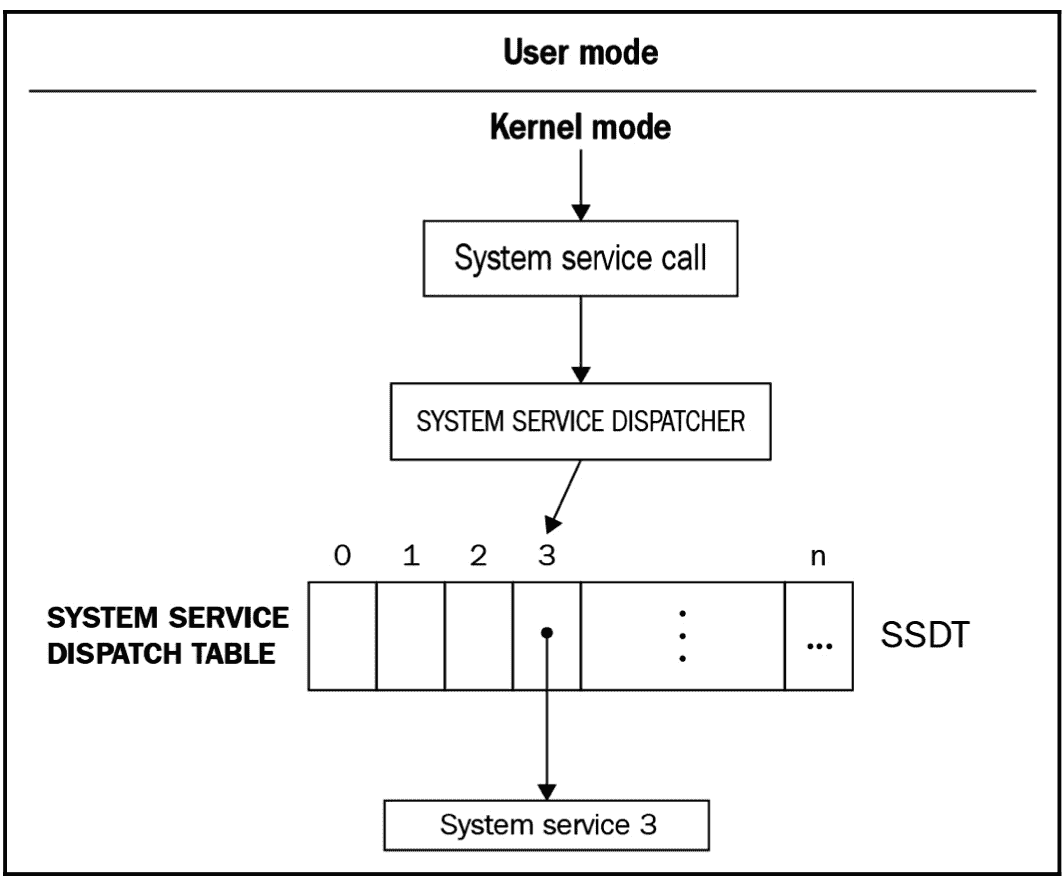 User mode
Kernel mode
System service call
SYSTEM SERVICE DISPATCHER
0 1 2 3 n
SYSTEM SERVICE
DISPATCH TABLE
...
SSDT
System service 3